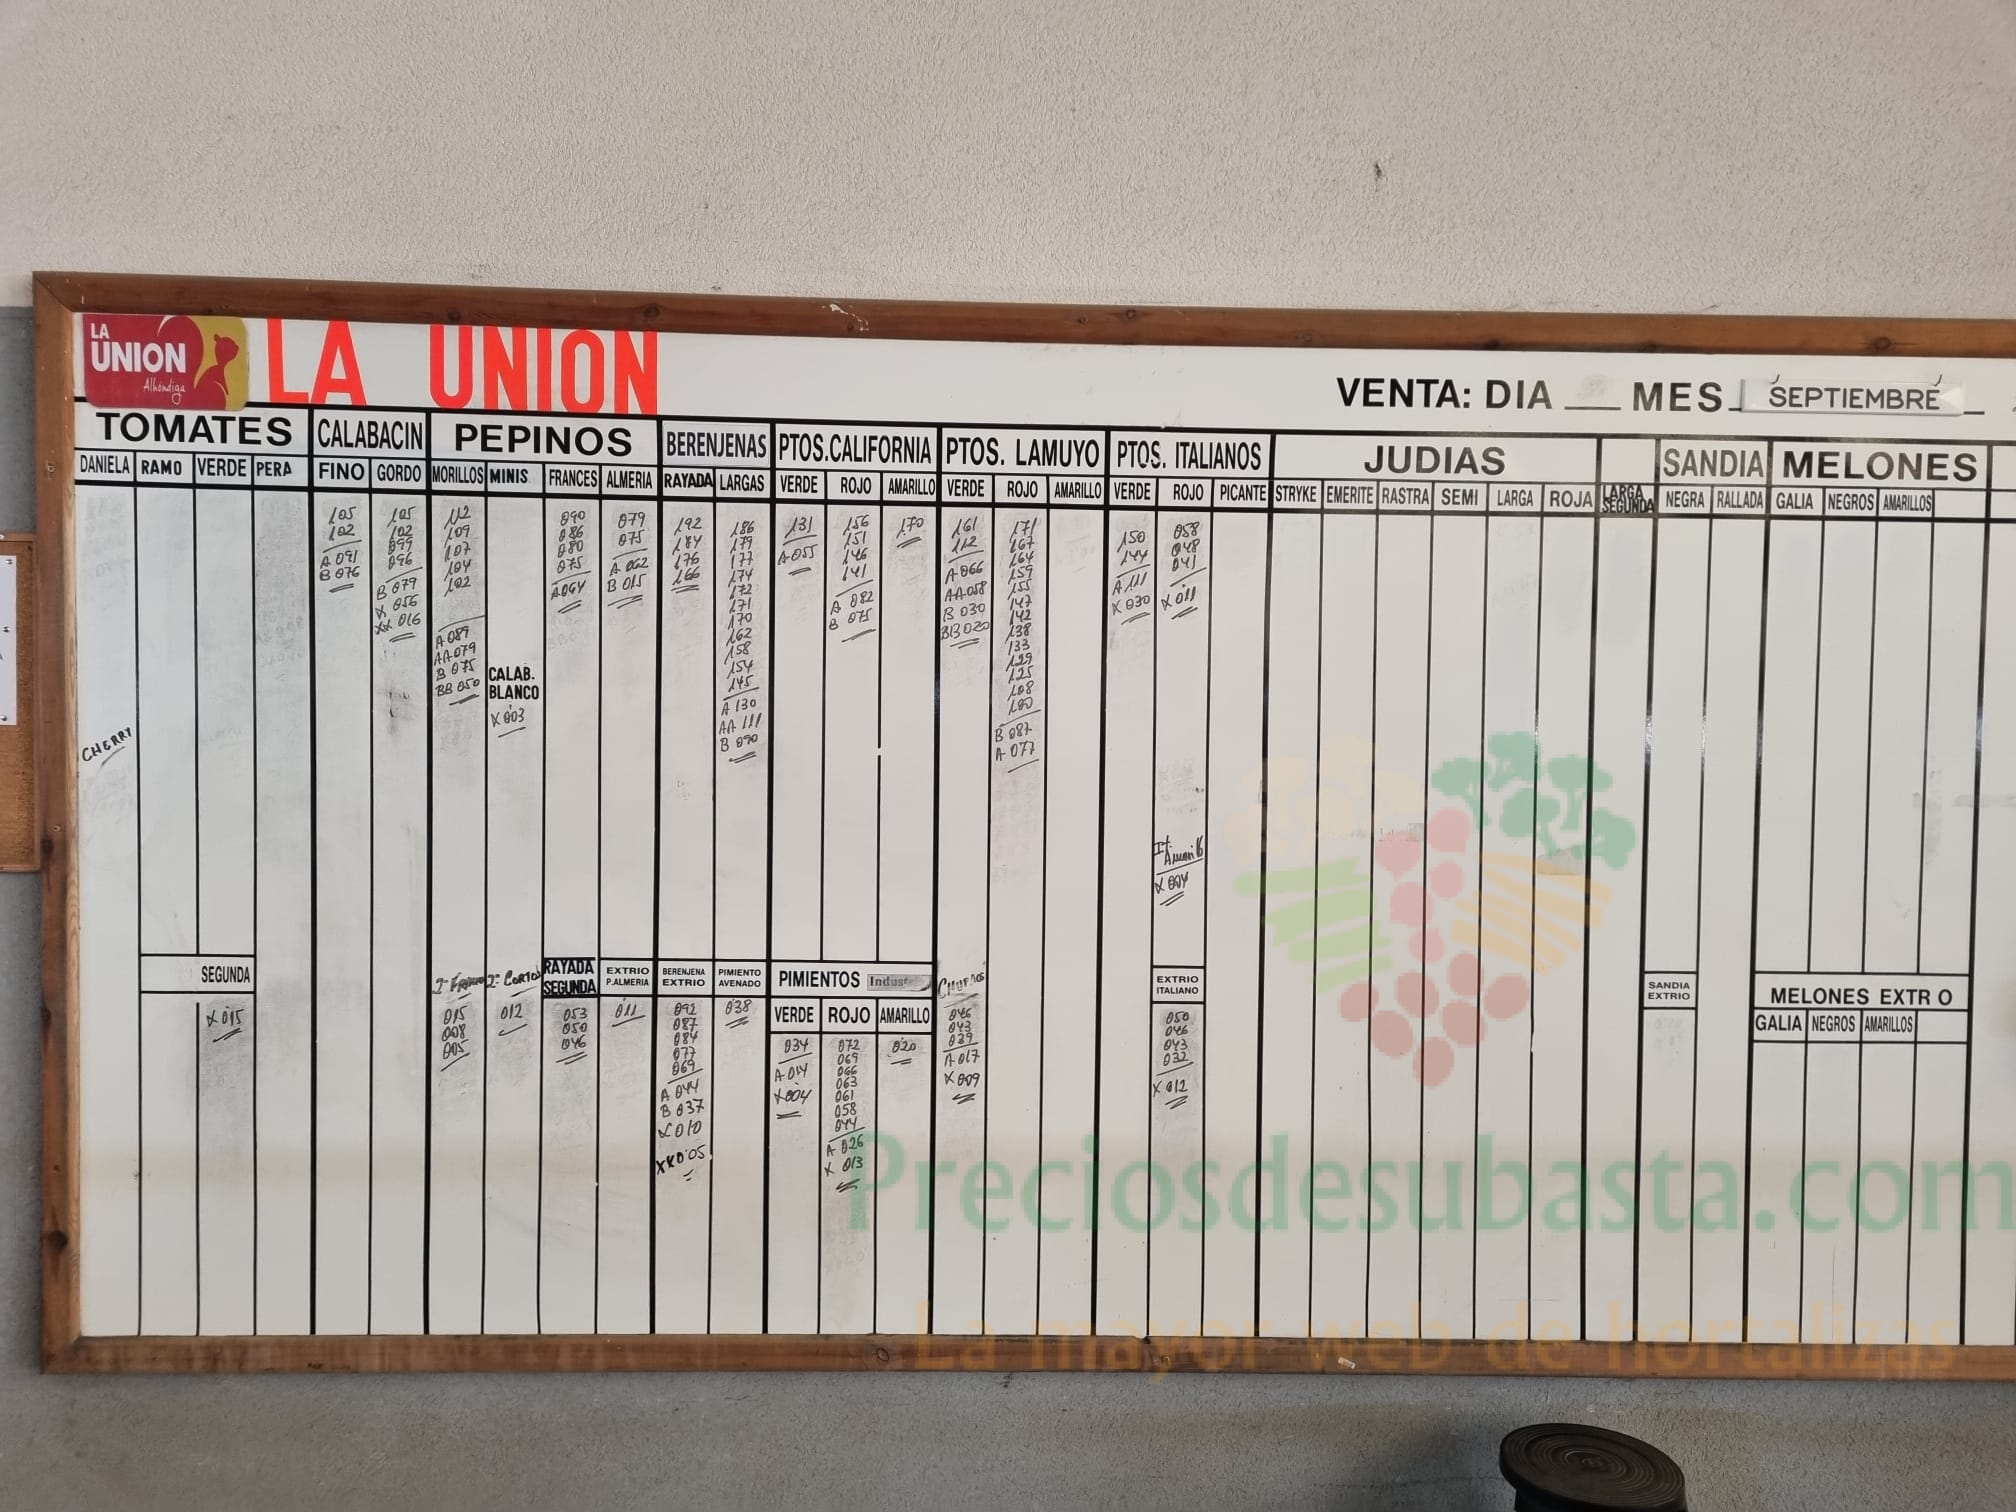 LA
UNION
Alhóndiga
LA UNION
VENTA: DIA __ MES SEPTIEMBRE
TOMATES
CALABACIN
PEPINOS
BERENJENAS
PTOS.CALIFORNIA
PTOS. LAMUYO
PTOS. ITALIANOS
JUDIAS
SANDIA
MELONES
DANIELA
RAMO
VERDE
PERA
FINO
GORDO
MORILLOS
MINIS
FRANCES
ALMERIA
RAYADA
LARGAS
VERDE
ROJO
AMARILLO
VERDE
ROJO
AMARILLO
VERDE
ROJO
PICANTE
STRYKE
EMERITE
RASTRA
SEMI
LARGA
ROJA
LARGA
SEGUNDA
NEGRA
RALLADA
GALIA
NEGROS
AMARILLOS
CHERRY
SEGUNDA
X 015
105
102
A 091
B 076
105
102
099
096
B 079
X 056
XX 016
112
109
107
104
102
A 089
AA 079
B 075
BB 050
CALAB.
BLANCO
X 003
090
086
080
075
A 064
079
075
A 062
B 015
192
184
176
166
186
179
177
174
172
171
170
162
158
154
145
A 130
AA 111
B 090
131
A 055
156
151
146
141
A 082
B 075
170
161
112
A 066
AA 058
B 030
BB 020
171
167
164
159
155
147
142
138
133
129
125
108
100
B 087
A 077
150
144
A 111
X 030
058
048
041
X 011
It.
X 004
015
008
005
2ª CORTOS
012
RAYADA
SEGUNDA
053
050
046
EXTRIO
P.ALMERIA
011
BERENJENA
EXTRIO
092
087
084
077
069
A 044
B 037
X 010
XX 005
PIMIENTO
AVENADO
038
PIMIENTOS
VERDE
ROJO
AMARILLO
034
A 014
X 004
072
069
066
063
061
058
044
A 026
X 013
020
046
043
039
A 017
X 009
EXTRIO
ITALIANO
050
046
043
032
X 012
SANDIA
EXTRIO
MELONES EXTR O
GALIA
NEGROS
AMARILLOS
Preciosdesubasta.com
La mayor web de hortalizas